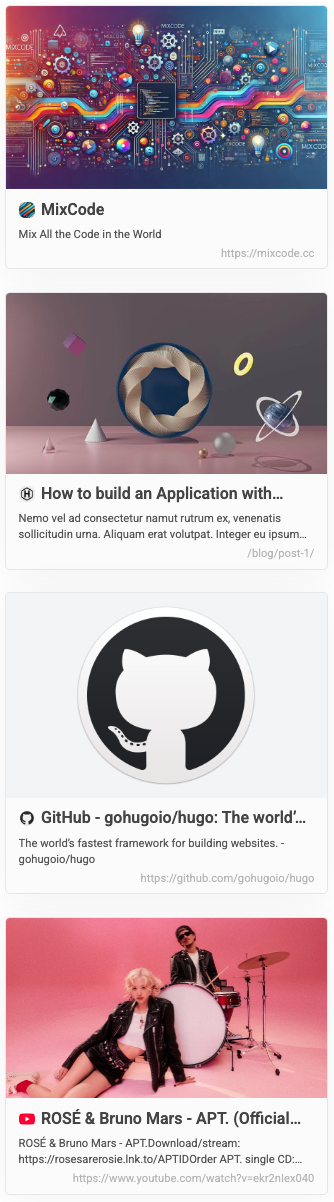 MIXCODE
MixCode
Mix All the Code in the World
https://mixcode.cc
How to build an Application with...
Nemo vel ad consectetur namut rutrum ex, venenatis
sollicitudin urna. Aliquam erat volutpat. Integer eu ipsum...
/blog/post-1/
GitHub - gohugoio/hugo: The world'...
The world's fastest framework for building websites. -
gohugoio/hugo
https://github.com/gohugoio/hugo
ROSÉ & Bruno Mars - APT. (Official...
ROSÉ & Bruno Mars - APT.Download/stream:
https://rosesarerosie.lnk.to/APTIDOrder APT. single CD:...
https://www.youtube.com/watch?v=ekr2nIex040